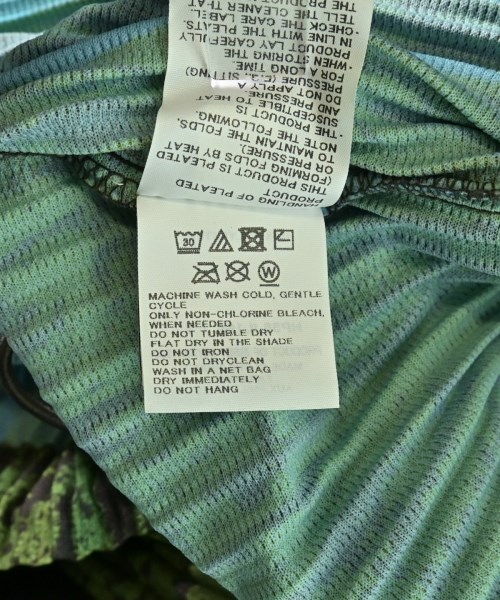 HANDLING OF PLEATED
THIS PRODUCT IS PLEATED
(FORMING FOLDS BY HEAT
OR PRESSURE).
MAINTAIN THE FOLDS,
NOTE THE FOLLOWING.
・THE PRODUCT IS
SUSCEPTIBLE TO HEAT
AND PRESSURE.
DO NOT APPLY A
PRESSURE (E.G., SITTING)
FOR A LONG TIME.
・WHEN STORING THE
PRODUCT LAY CAREFULLY
IN LINE WITH THE PLEATS.
・CHECK THE CARE LABEL
TELL THE CLEANER THAT
30
W
MACHINE WASH COLD, GENTLE
CYCLE
ONLY NON-CHLORINE BLEACH,
WHEN NEEDED
DO NOT TUMBLE DRY
FLAT DRY IN THE SHADE
DO NOT IRON
DO NOT DRYCLEAN
WASH IN A NET BAG
DRY IMMEDIATELY
DO NOT HANG